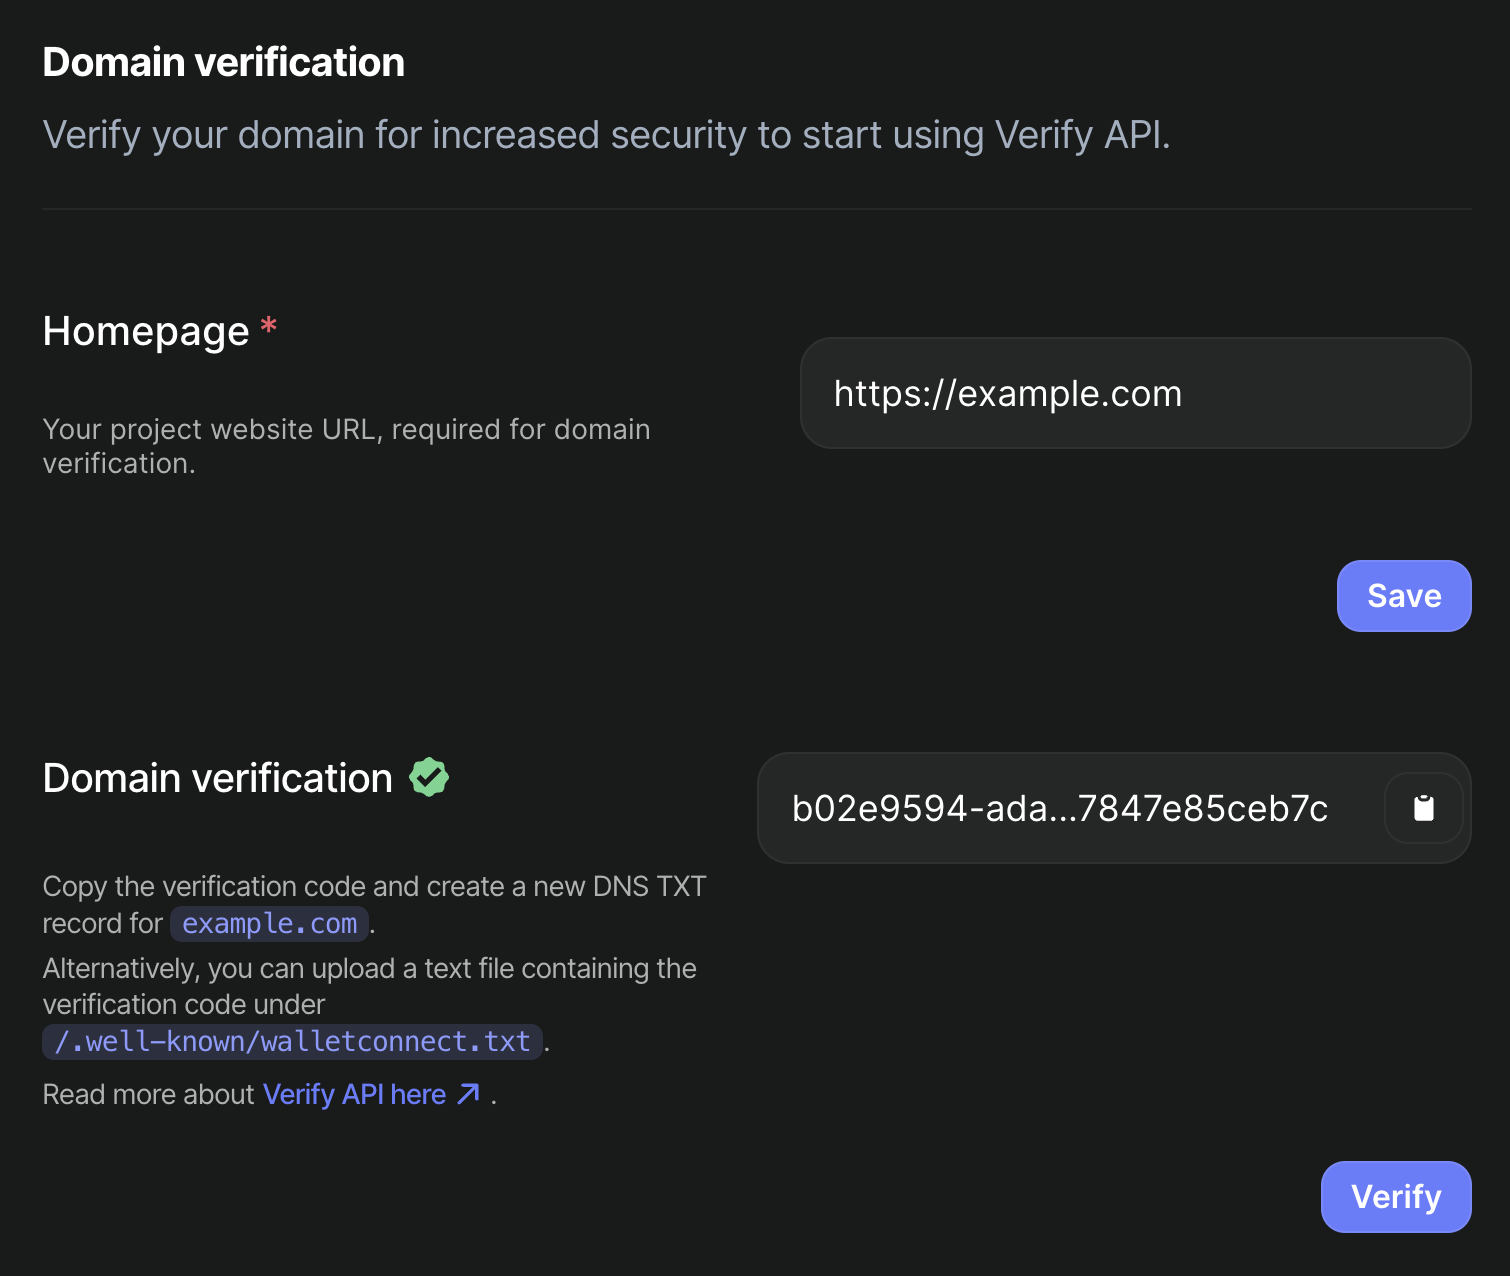 Domain verification
Verify your domain for increased security to start using Verify API.
Homepage *
https://example.com
Your project website URL, required for domain
verification.
Save
Domain verification
b02e9594-ada...7847e85ceb7c
Copy the verification code and create a new DNS TXT
record for example.com.
Alternatively, you can upload a text file containing the
verification code under
/.well-known/walletconnect.txt.
Read more about Verify API here ↗ .
Verify